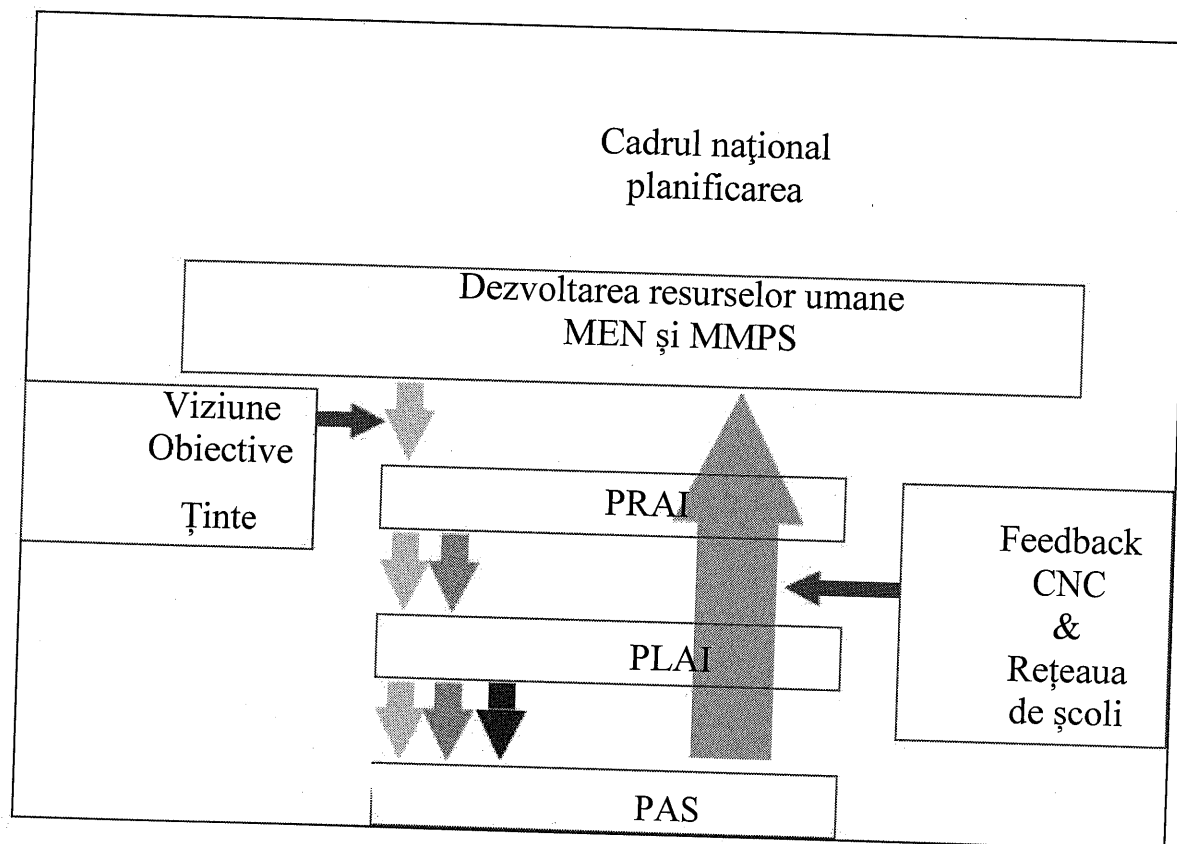 Cadrul naţional
planificarea
Dezvoltarea resurselor umane
MEN și MMPS
Viziune
Obiective
Ținte
PRAI
Feedback
CNC
&
Rețeaua
de școli
PLAI
PAS